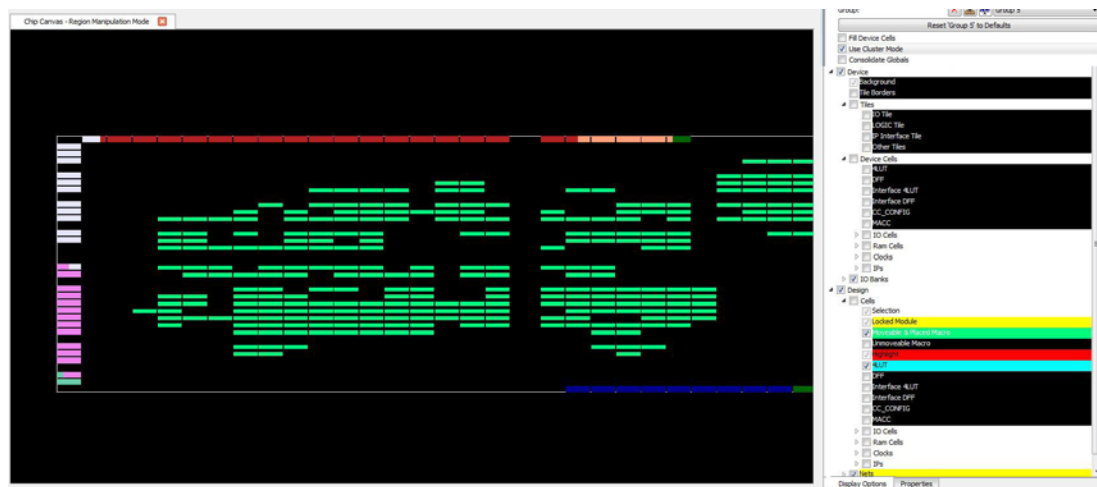 Chip Canvas - Region Manipulation Mode
Group:
Group 5
Reset 'Group 5' to Defaults
Fill Device Cells
Use Cluster Mode
Consolidate Globals
Device
Background
Tile Borders
Tiles
IO Tile
LOGIC Tile
IP Interface Tile
Other Tiles
Device Cells
4LUT
DFF
Interface 4LUT
Interface DFF
CC_CONFIG
MACC
IO Cells
Ram Cells
Clocks
IPs
IO Banks
Design
Cells
Selection
Locked Module
Moveable & Placed Macro
Unmoveable Macro
Highlight
4LUT
DFF
Interface 4LUT
Interface DFF
CC_CONFIG
MACC
IO Cells
Ram Cells
Clocks
IPs
Nets
Display Options Properties